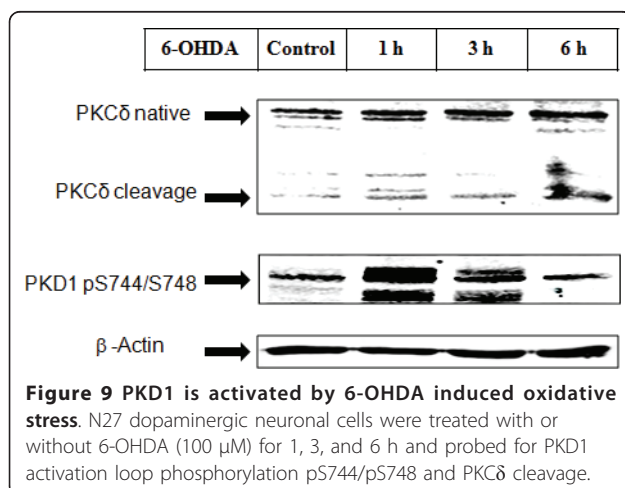 6-OHDA Control 1 h 3 h 6 h
PKCδ native
PKCδ cleavage
PKD1 pS744/S748
β-Actin
Figure 9 PKD1 is activated by 6-OHDA induced oxidative
stress. N27 dopaminergic neuronal cells were treated with or
without 6-OHDA (100 μM) for 1, 3, and 6 h and probed for PKD1
activation loop phosphorylation pS744/pS748 and PKCδ cleavage.